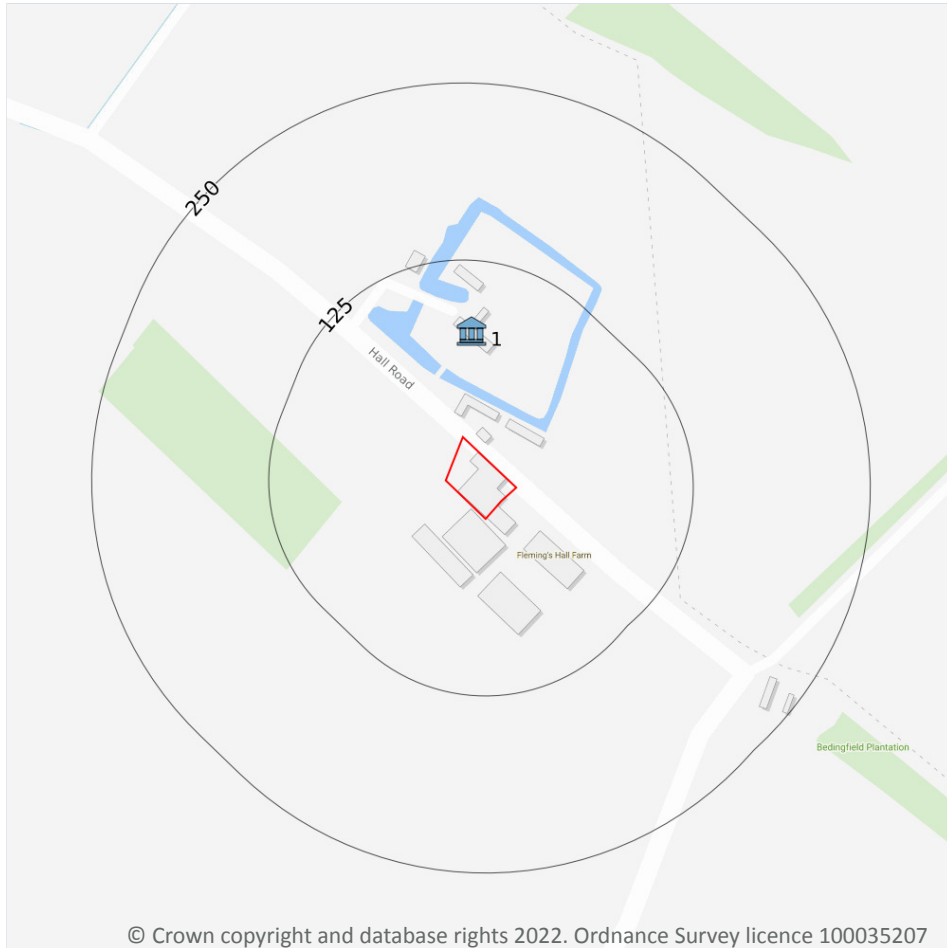 250
125
1
Hall Road
Fleming's Hall Farm
Bedingfield Plantation
© Crown copyright and database rights 2022. Ordnance Survey licence 100035207